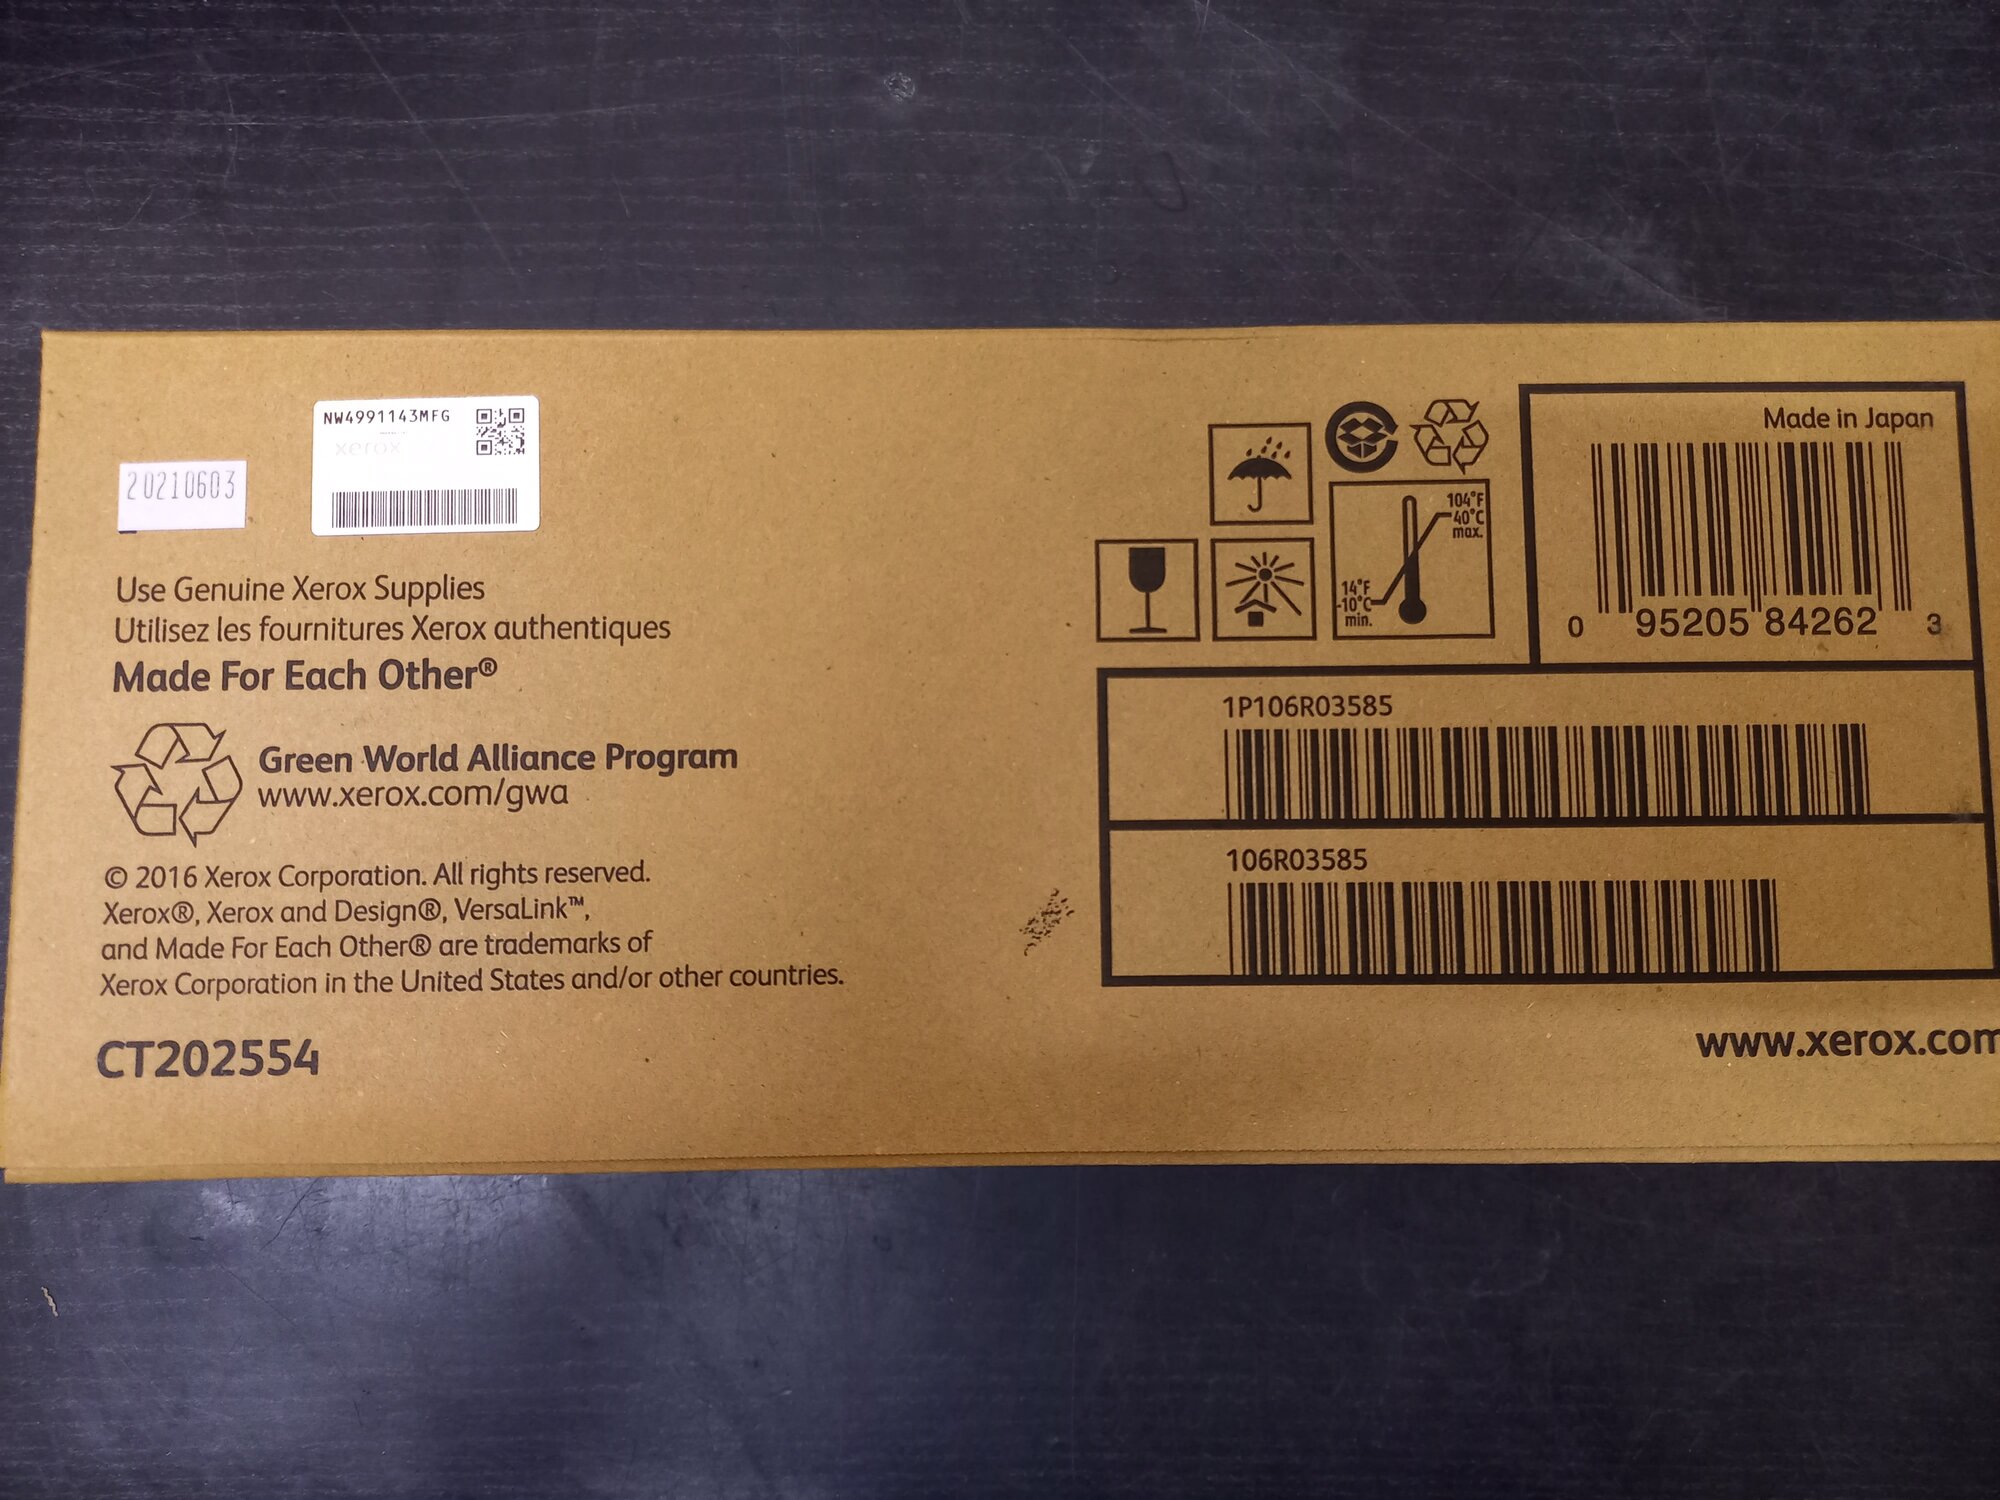 NW4991143MFG
xerox
20210603
Use Genuine Xerox Supplies
Utilisez les fournitures Xerox authentiques
Made For Each Other®
Green World Alliance Program
www.xerox.com/gwa
© 2016 Xerox Corporation. All rights reserved.
Xerox®, Xerox and Design®, VersaLink™,
and Made For Each Other® are trademarks of
Xerox Corporation in the United States and/or other countries.
CT202554
104°F
40°C
max.
14°F
-10°C
min.
Made in Japan
0 95205 84262 3
1P106R03585
106R03585
www.xerox.com